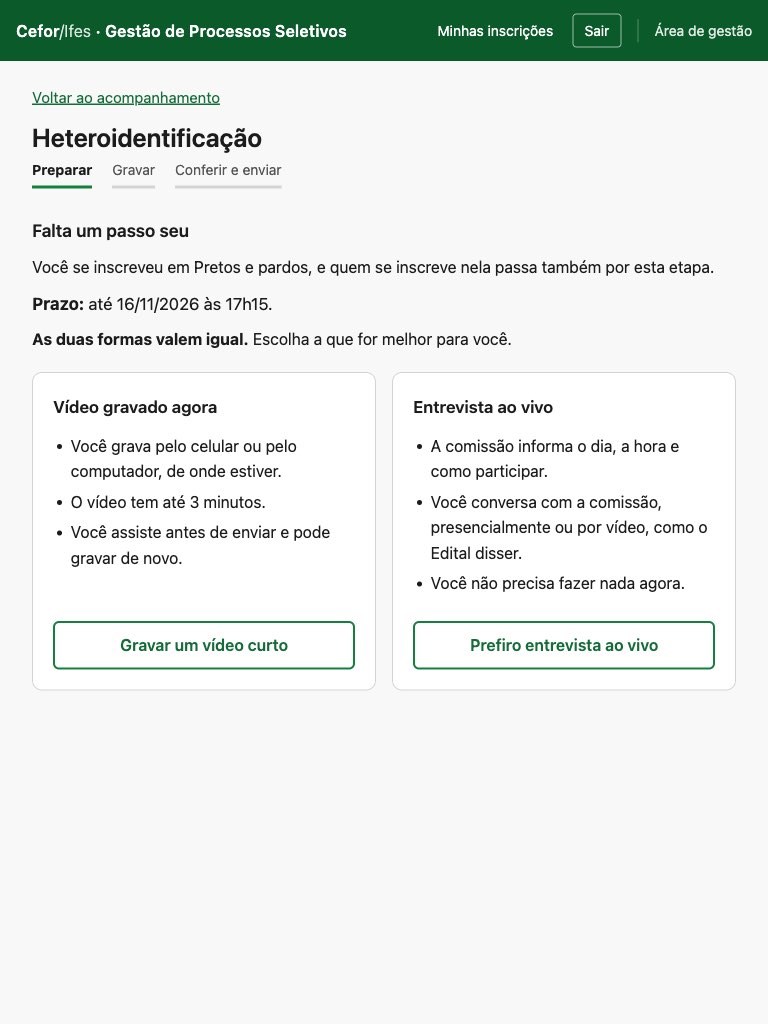 Cefor/Ifes · Gestão de Processos Seletivos
Minhas inscrições
Sair
Área de gestão
Voltar ao acompanhamento
Heteroidentificação
Preparar
Gravar
Conferir e enviar
Falta um passo seu
Você se inscreveu em Pretos e pardos, e quem se inscreve nela passa também por esta etapa.
Prazo: até 16/11/2026 às 17h15.
As duas formas valem igual. Escolha a que for melhor para você.
Vídeo gravado agora
• Você grava pelo celular ou pelo
computador, de onde estiver.
• O vídeo tem até 3 minutos.
• Você assiste antes de enviar e pode
gravar de novo.
Gravar um vídeo curto
Entrevista ao vivo
• A comissão informa o dia, a hora e
como participar.
• Você conversa com a comissão,
presencialmente ou por vídeo, como o
Edital disser.
• Você não precisa fazer nada agora.
Prefiro entrevista ao vivo